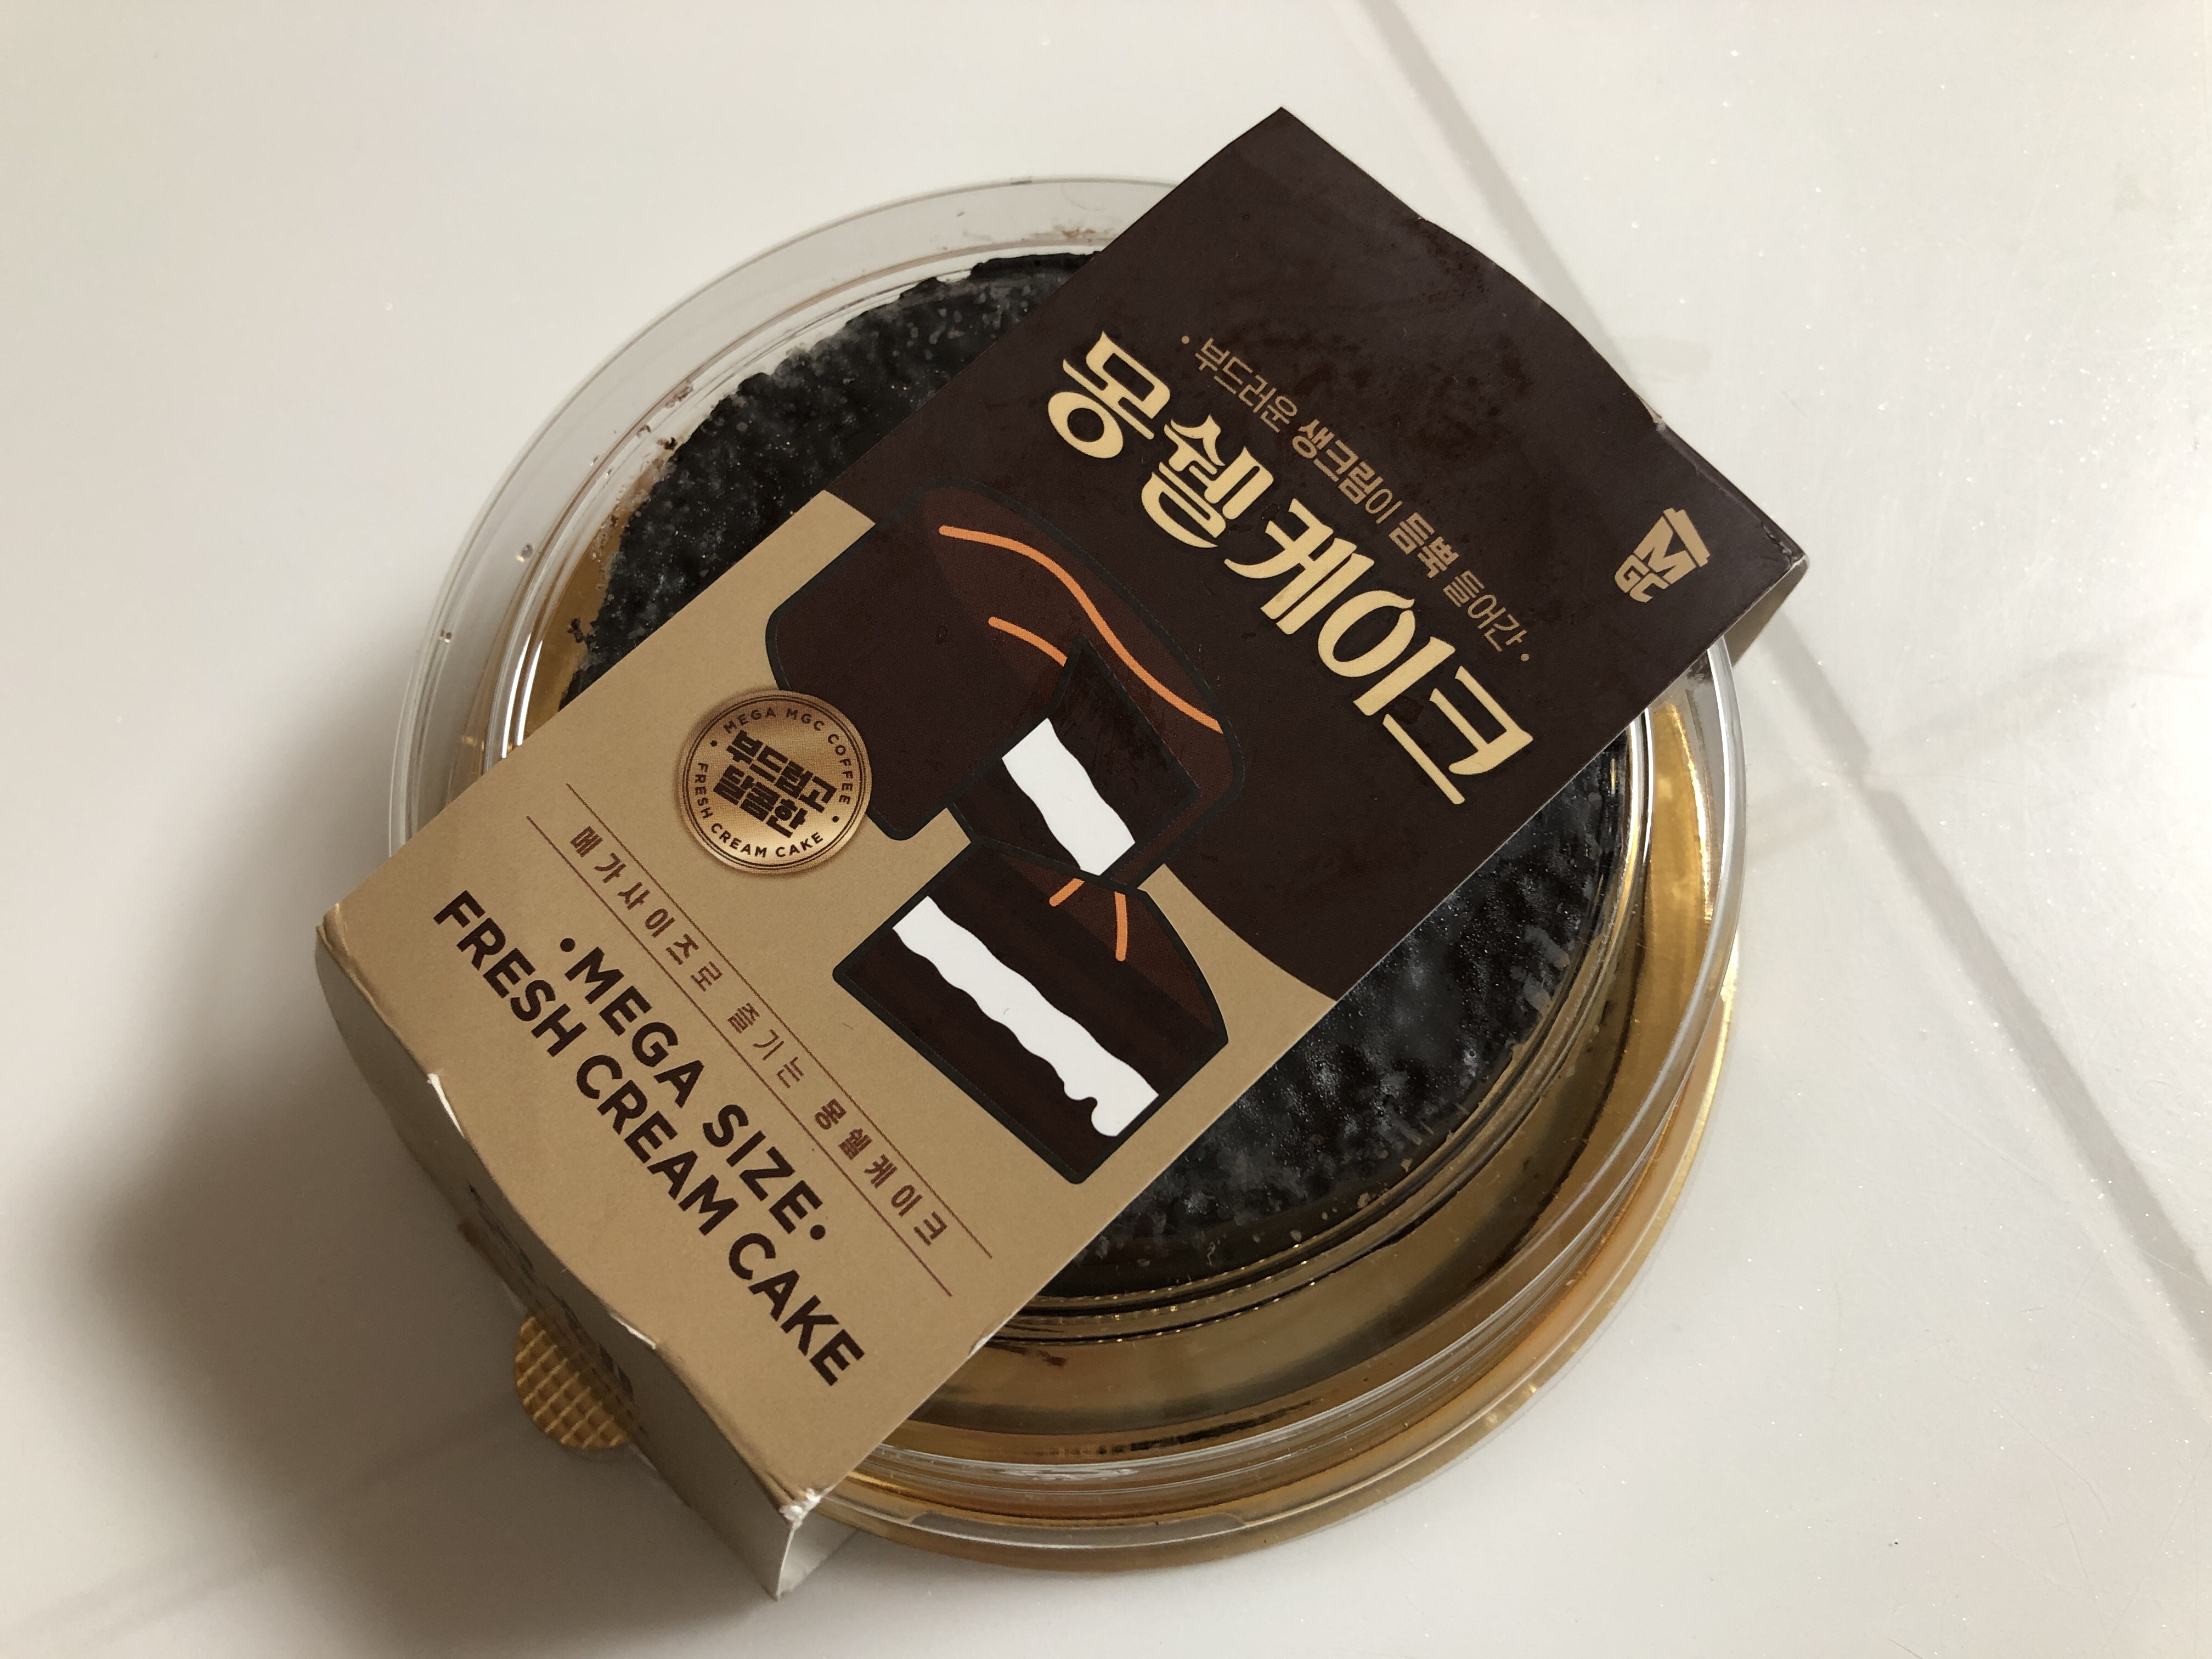 MGC
• 부드러운 생크림이 듬뿍 들어간 •
몽쉘케이크
MEGA MGC COFFEE
부드럽고
달콤한
FRESH CREAM CAKE
메가사이즈로 즐기는 몽쉘케이크
•MEGA SIZE•
FRESH CREAM CAKE